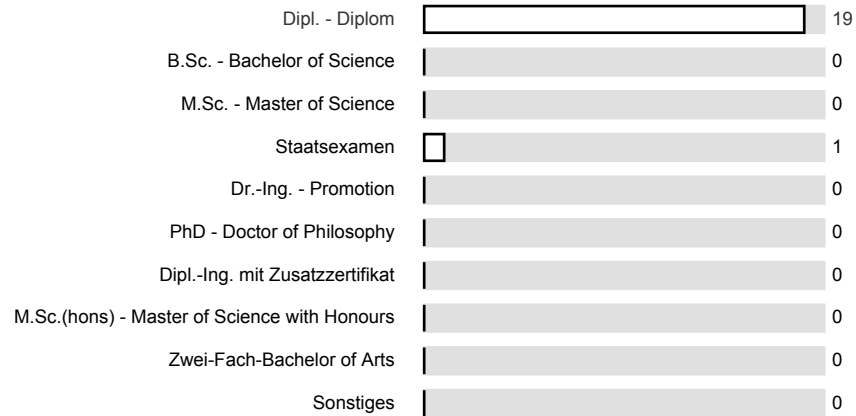 Dipl. - Diplom 19
B.Sc. - Bachelor of Science 0
M.Sc. - Master of Science 0
Staatsexamen 1
Dr.-Ing. - Promotion 0
PhD - Doctor of Philosophy 0
Dipl.-Ing. mit Zusatzzertifikat 0
M.Sc.(hons) - Master of Science with Honours 0
Zwei-Fach-Bachelor of Arts 0
Sonstiges 0